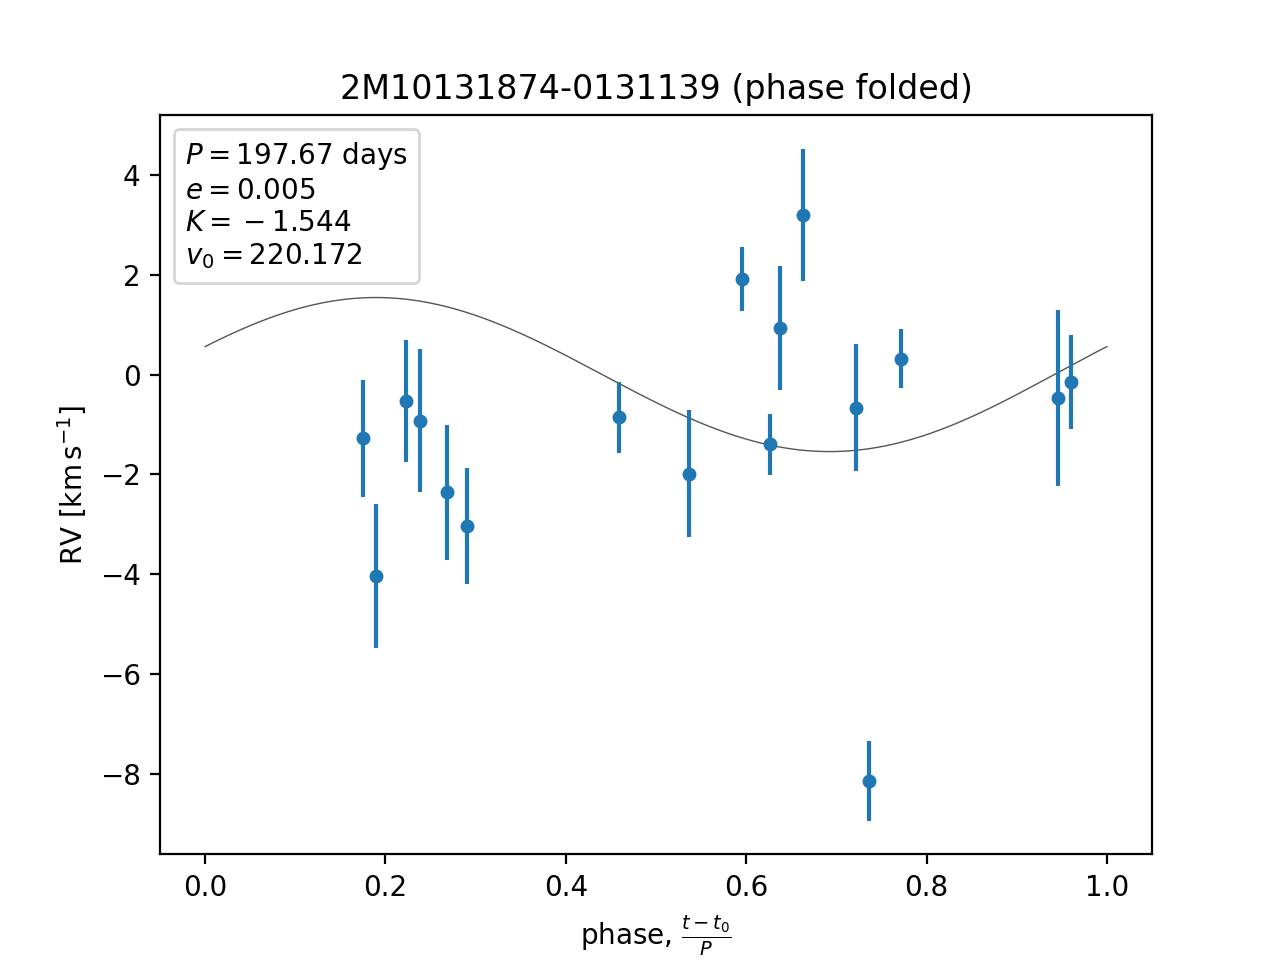 2M10131874-0131139 (phase folded)
P = 197.67 days
e = 0.005
K = −1.544
v₀ = 220.172
4
2
0
−2
−4
−6
−8
RV [km s⁻¹]
0.0 0.2 0.4 0.6 0.8 1.0
phase, (t − t₀)/P